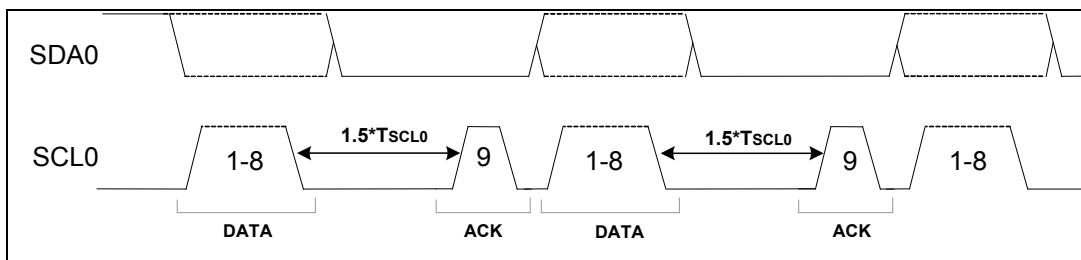 SDA0
1.5*TSCL0 1.5*TSCL0
SCL0 1-8 9 1-8 9 1-8
DATA ACK DATA ACK